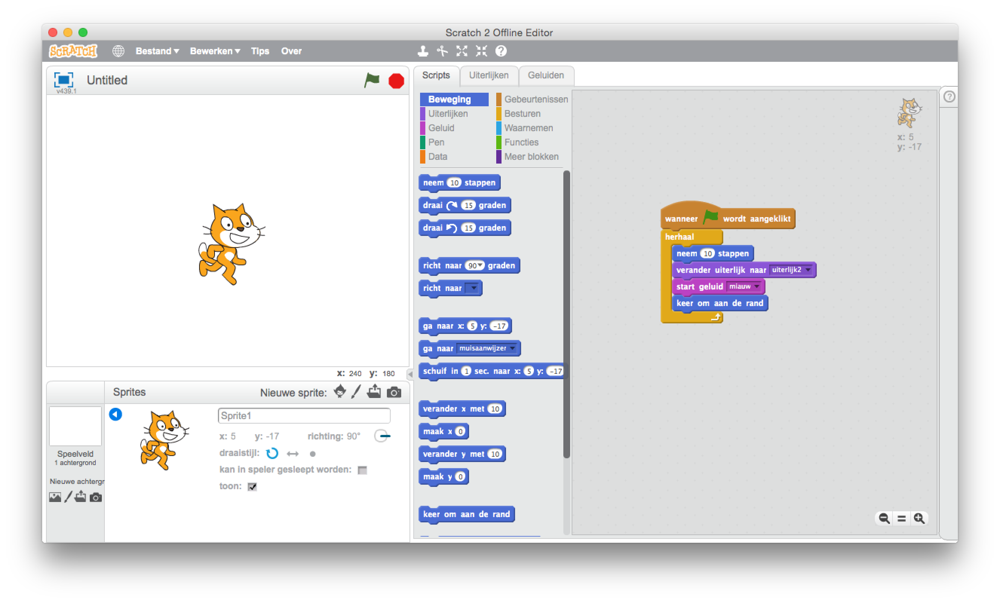 Scratch 2 Offline Editor
SCRATCH Bestand Bewerken Tips Over
Untitled
v439.1
x: 240 y: 180
Sprites Nieuwe sprite:
Speelveld
1 achtergrond
Nieuwe achtergr
Sprite1
x: 5 y: -17 richting: 90°
draaistijl:
kan in speler gesleept worden:
toon:
Scripts Uiterlijken Geluiden
Beweging Gebeurtenissen
Uiterlijken Besturen
Geluid Waarnemen
Pen Functies
Data Meer blokken
neem 10 stappen
draai 15 graden
draai 15 graden
richt naar 90 graden
richt naar
ga naar x: 5 y: -17
ga naar muisaanwijzer
schuif in 1 sec. naar x: 5 y: -17
verander x met 10
maak x 0
verander y met 10
maak y 0
keer om aan de rand
x: 5
y: -17
wanneer wordt aangeklikt
herhaal
neem 10 stappen
verander uiterlijk naar uiterlijk2
start geluid miauw
keer om aan de rand